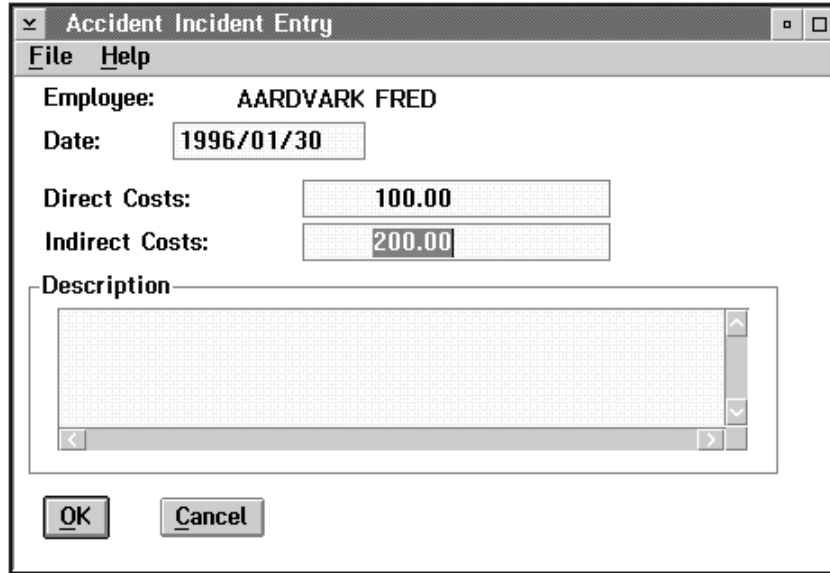 Accident Incident Entry
File Help
Employee: AARDVARK FRED
Date: 1996/01/30
Direct Costs: 100.00
Indirect Costs: 200.00
Description
OK Cancel